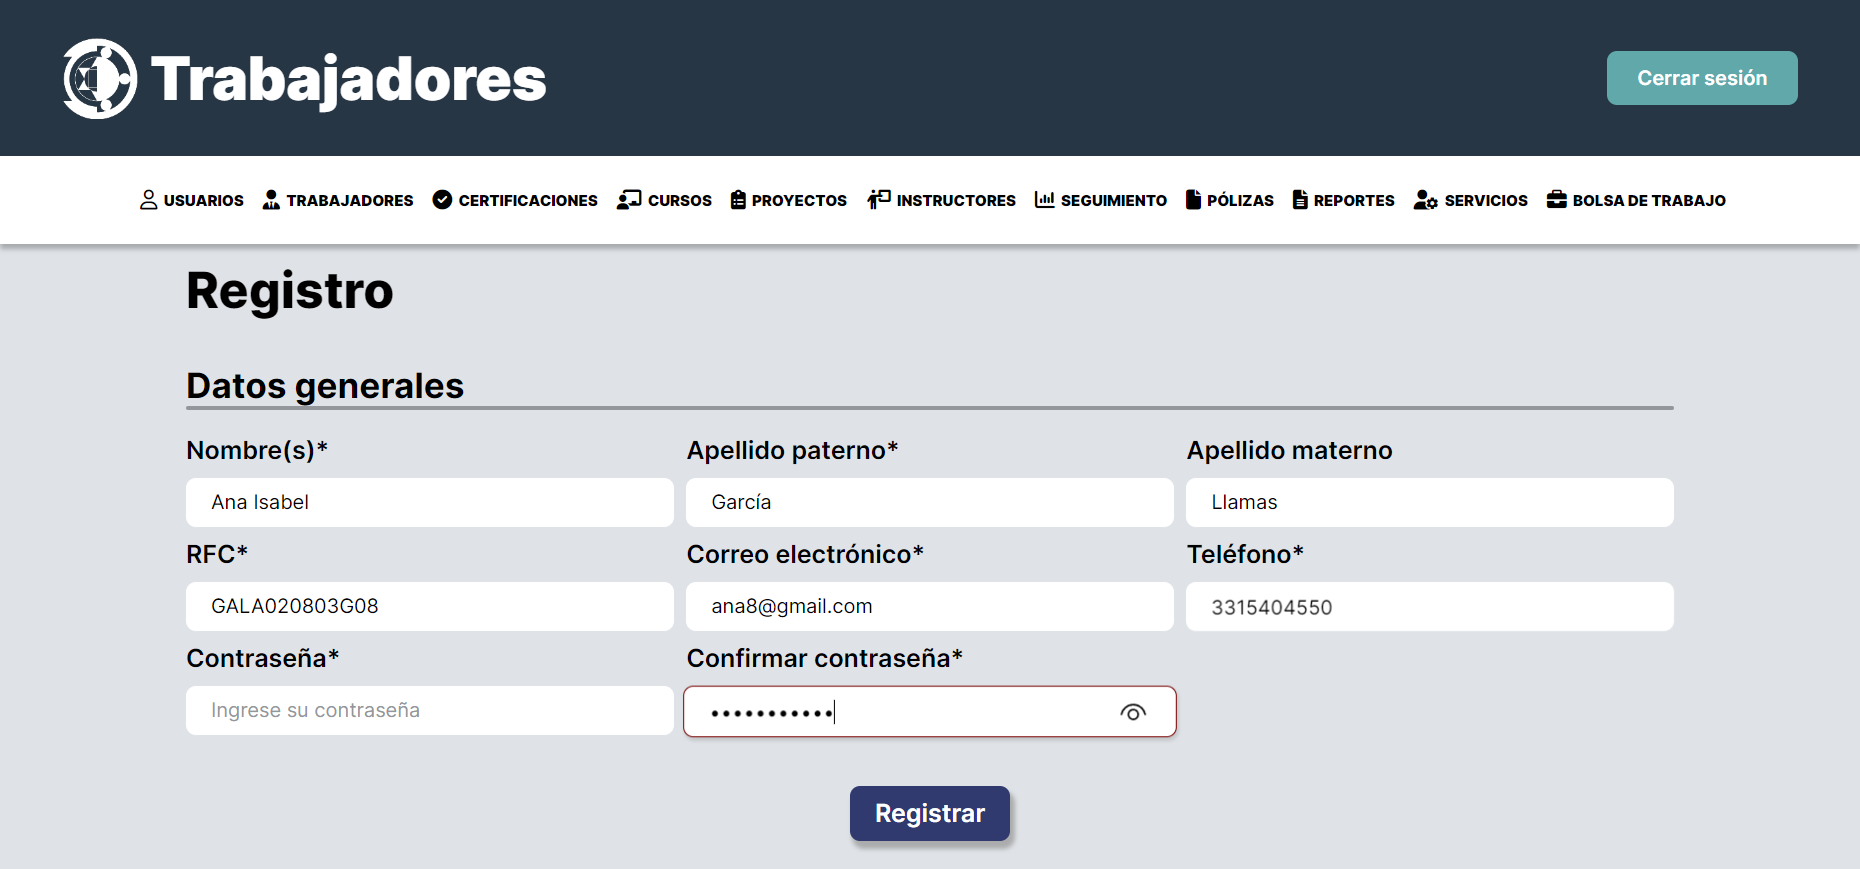 Trabajadores
Cerrar sesión
USUARIOS TRABAJADORES CERTIFICACIONES CURSOS PROYECTOS INSTRUCTORES SEGUIMIENTO PÓLIZAS REPORTES SERVICIOS BOLSA DE TRABAJO
Registro
Datos generales
Nombre(s)* Apellido paterno* Apellido materno
Ana Isabel García Llamas
RFC* Correo electrónico* Teléfono*
GALA020803G08 ana8@gmail.com 3315404550
Contraseña* Confirmar contraseña*
Ingrese su contraseña •••••••••••
Registrar